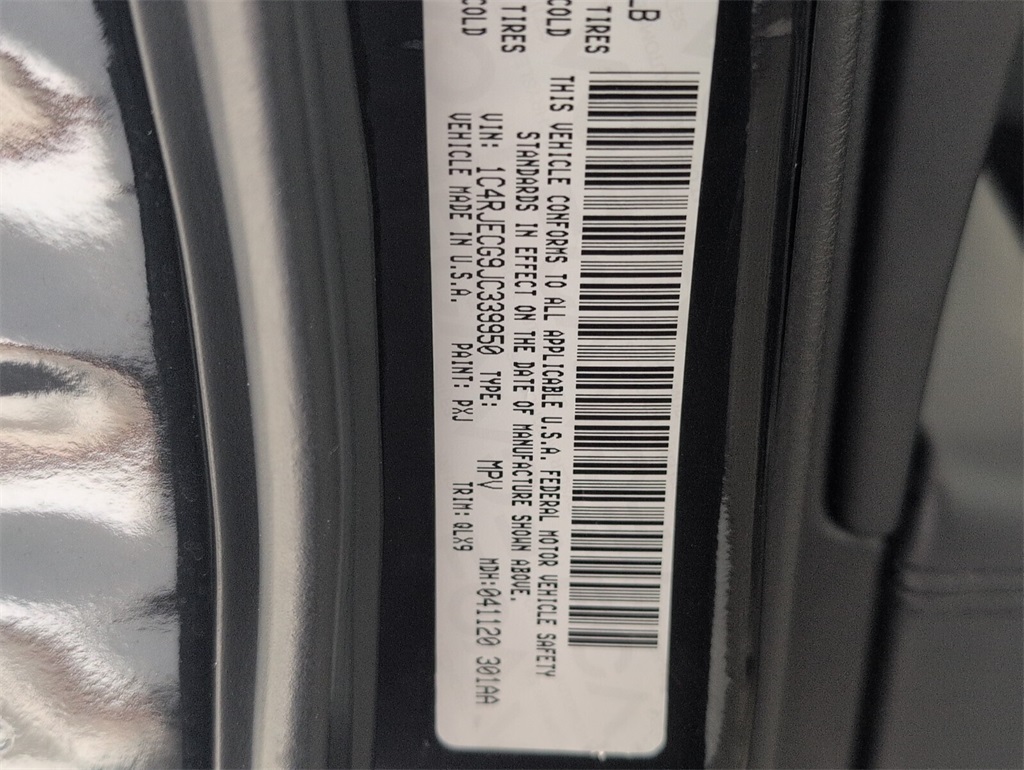 LB
TIRES COLD
TIRES COLD
THIS VEHICLE CONFORMS TO ALL APPLICABLE U.S.A. FEDERAL MOTOR VEHICLE SAFETY
STANDARDS IN EFFECT ON THE DATE OF MANUFACTURE SHOWN ABOVE.
VIN: 1C4RJECG9JC339950 TYPE: MPV MDH:041120 301AA
VEHICLE MADE IN U.S.A. PAINT: PXJ TRIM: QLX9